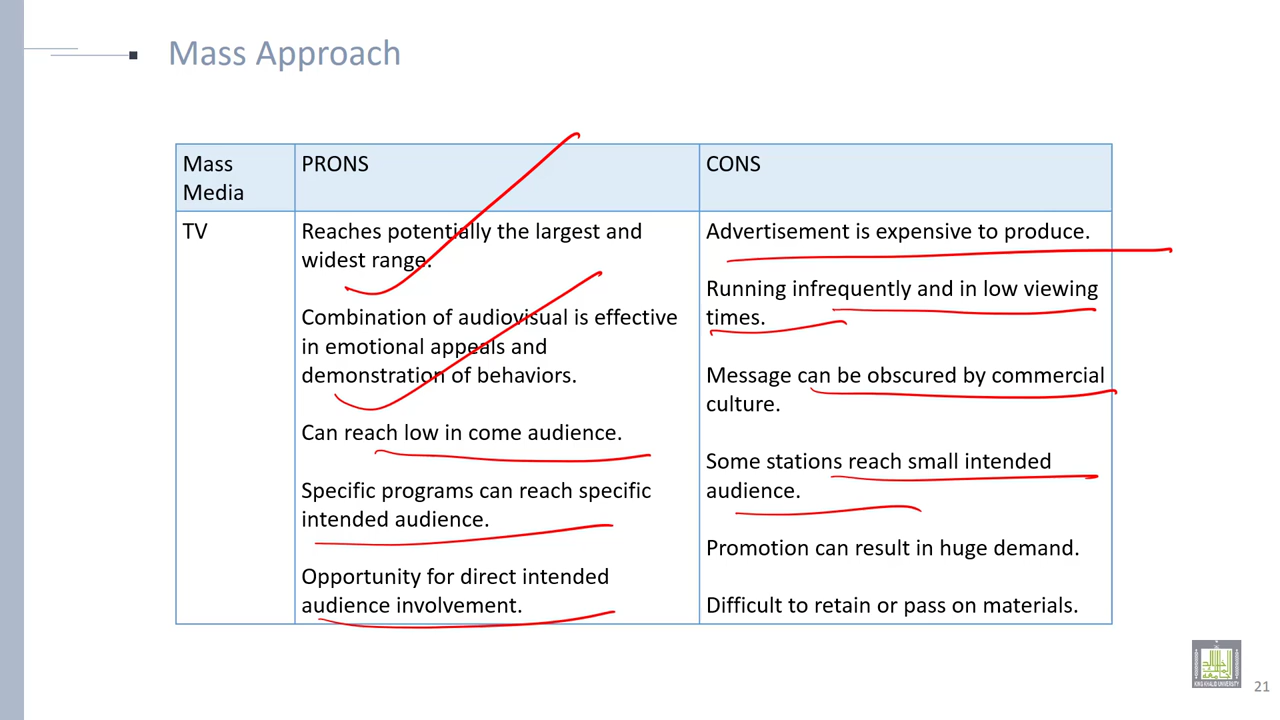 Mass Approach
Mass
Media
PRONS
CONS
TV
Reaches potentially the largest and
widest range.
Combination of audiovisual is effective
in emotional appeals and
demonstration of behaviors.
Can reach low in come audience.
Specific programs can reach specific
intended audience.
Opportunity for direct intended
audience involvement.
Advertisement is expensive to produce.
Running infrequently and in low viewing
times.
Message can be obscured by commercial
culture.
Some stations reach small intended
audience.
Promotion can result in huge demand.
Difficult to retain or pass on materials.
KING KHALID UNIVERSITY
21